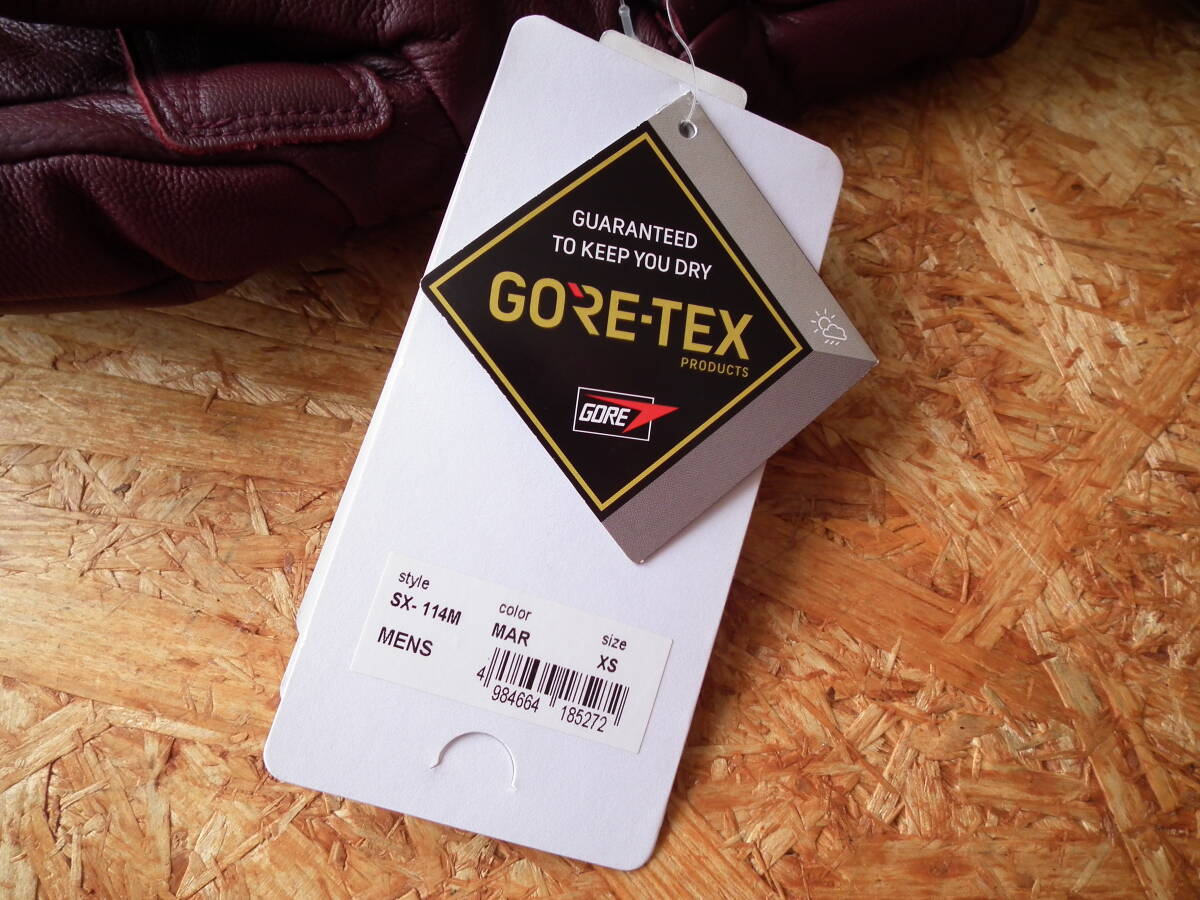 GUARANTEED
TO KEEP YOU DRY
GORE-TEX
PRODUCTS
GORE
style
SX- 114M
MENS
color
MAR
size
XS
4 984664 185272